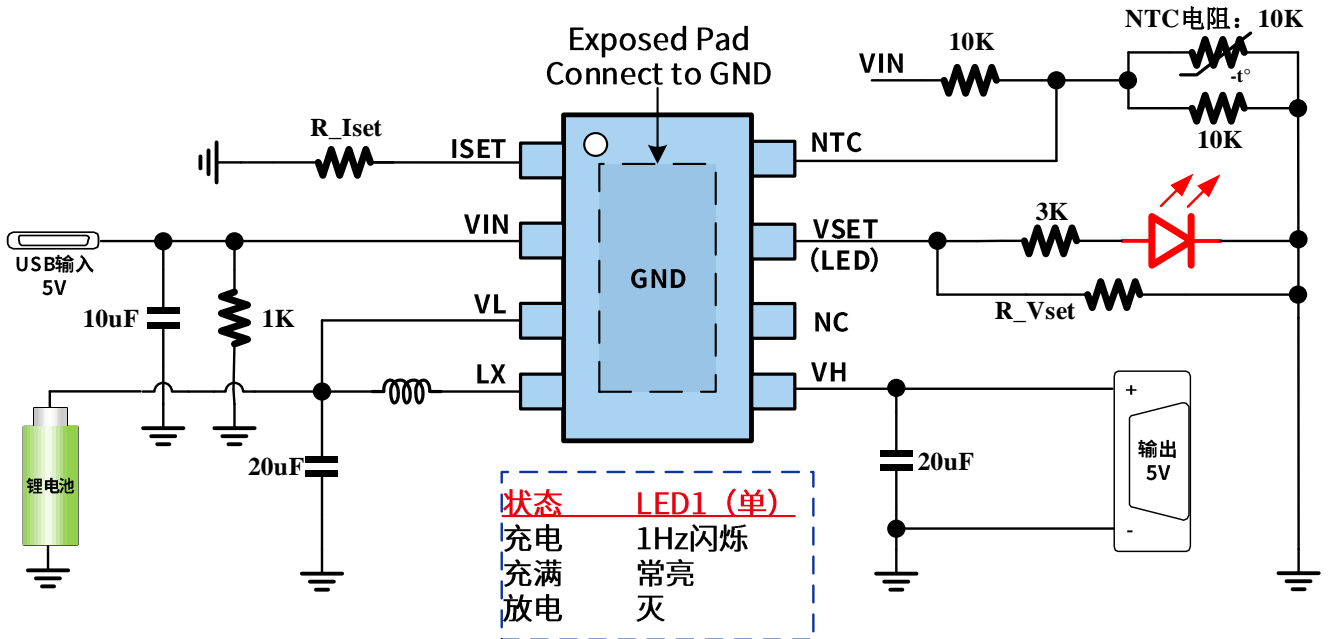 Exposed Pad
Connect to GND
NTC电阻：10K
VIN
10K
-t°
10K
R_Iset
ISET
NTC
VIN
VSET
(LED)
3K
USB输入
5V
10uF
1K
VL
GND
NC
R_Vset
LX
VH
+
锂电池
20uF
20uF
输出
5V
-
状态 LED1（单）
充电 1Hz闪烁
充满 常亮
放电 灭